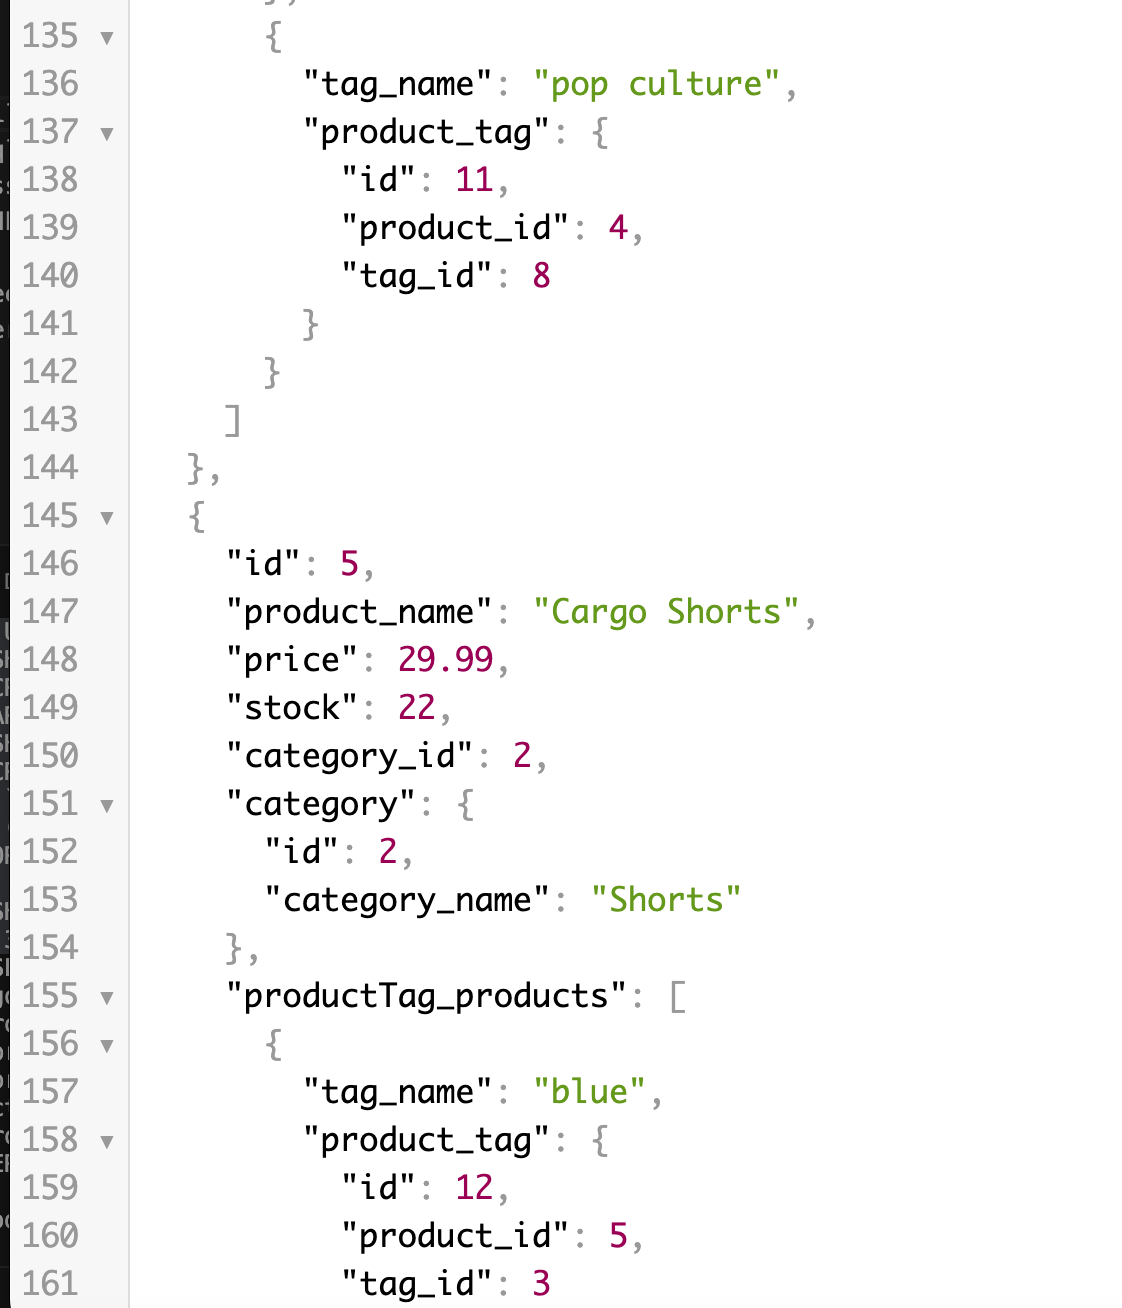 135 ▼ {
136 "tag_name": "pop culture",
137 ▼ "product_tag": {
138 "id": 11,
139 "product_id": 4,
140 "tag_id": 8
141 }
142 }
143 ]
144 },
145 ▼ {
146 "id": 5,
147 "product_name": "Cargo Shorts",
148 "price": 29.99,
149 "stock": 22,
150 "category_id": 2,
151 ▼ "category": {
152 "id": 2,
153 "category_name": "Shorts"
154 },
155 ▼ "productTag_products": [
156 ▼ {
157 "tag_name": "blue",
158 ▼ "product_tag": {
159 "id": 12,
160 "product_id": 5,
161 "tag_id": 3